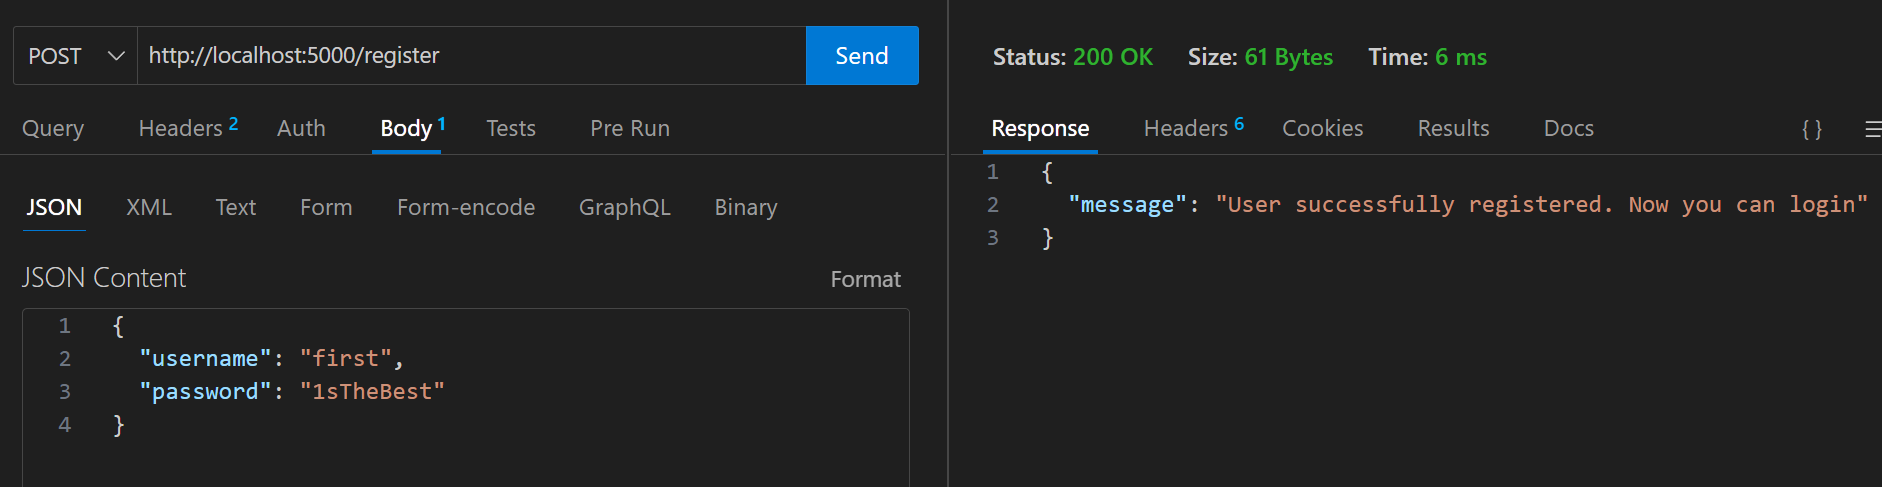 POST http://localhost:5000/register Send
Query Headers 2 Auth Body 1 Tests Pre Run
JSON XML Text Form Form-encode GraphQL Binary
JSON Content Format
1 {
2 "username": "first",
3 "password": "1sTheBest"
4 }
Status: 200 OK Size: 61 Bytes Time: 6 ms
Response Headers 6 Cookies Results Docs { }
1 {
2 "message": "User successfully registered. Now you can login"
3 }